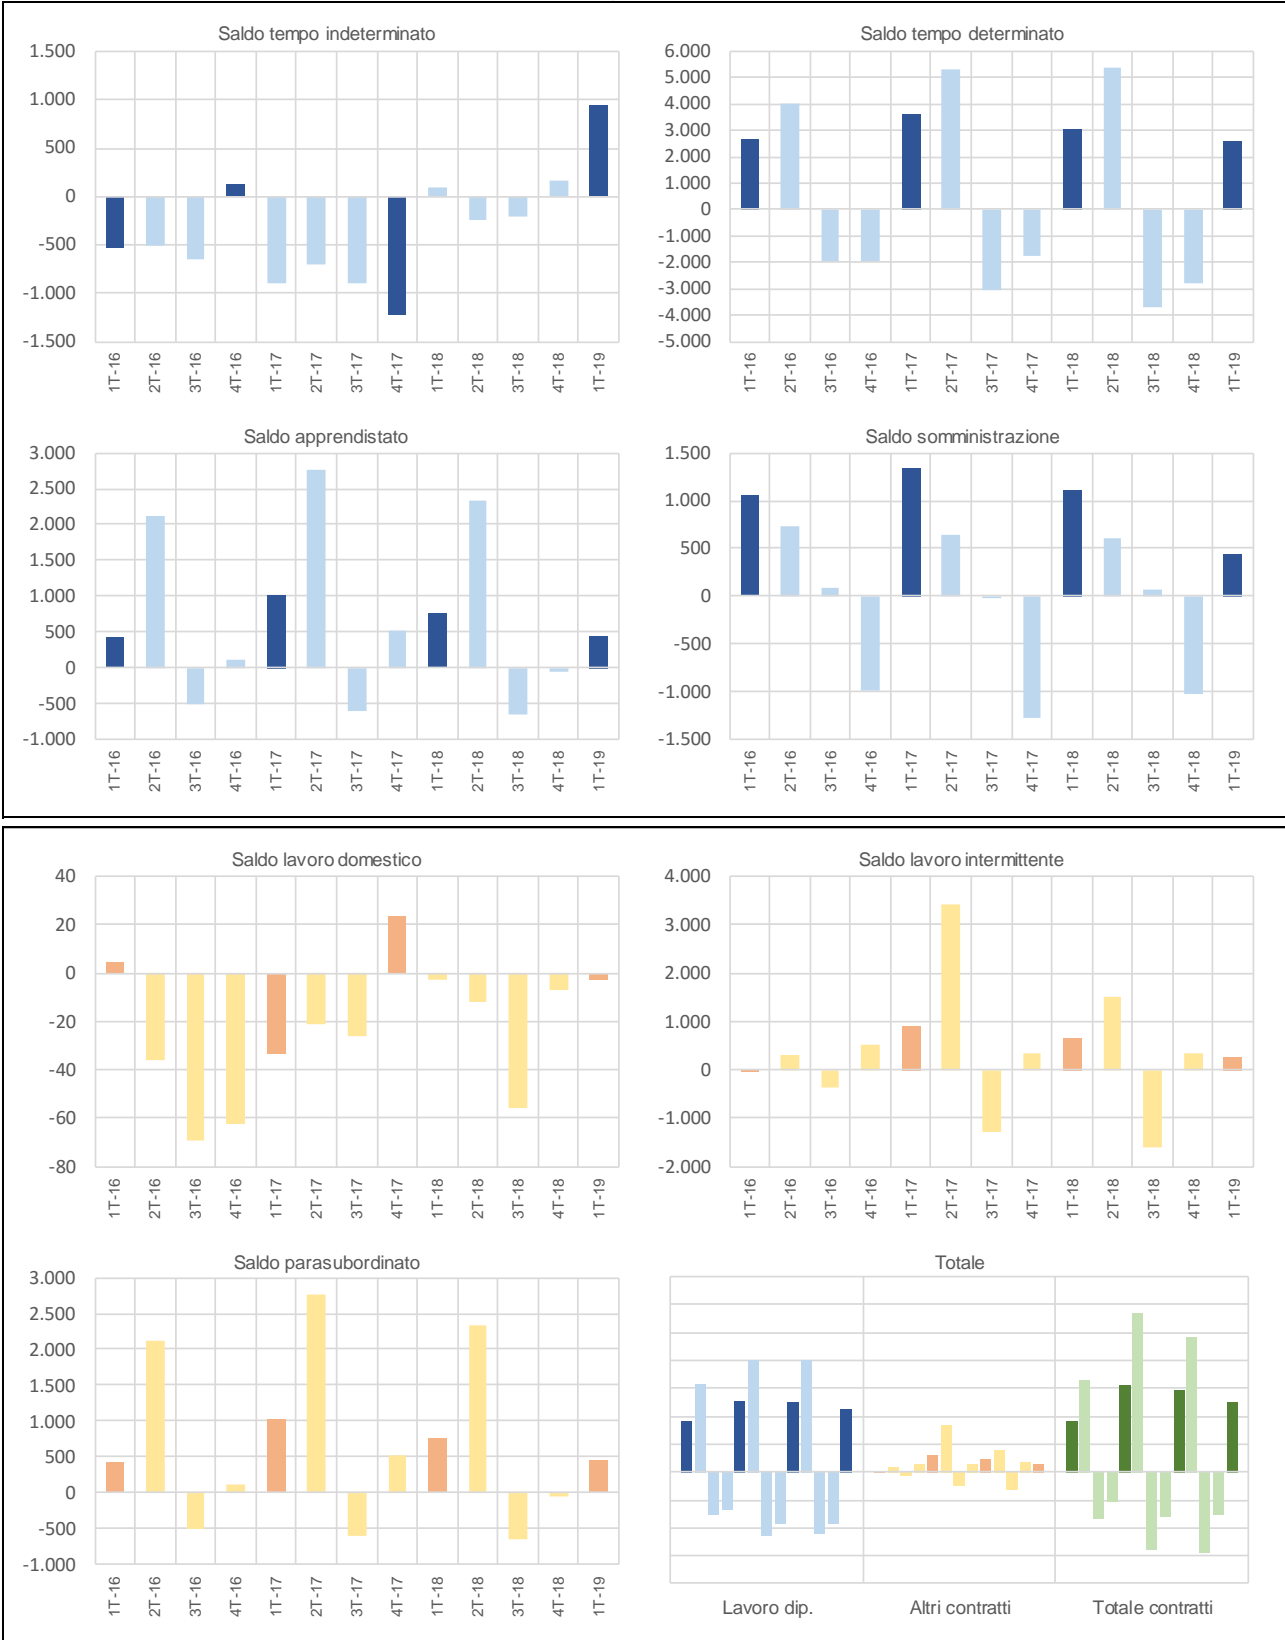 Saldo tempo indeterminato
1.500
1.000
500
0
-500
-1.000
-1.500
1T-16
2T-16
3T-16
4T-16
1T-17
2T-17
3T-17
4T-17
1T-18
2T-18
3T-18
4T-18
1T-19
Saldo tempo determinato
6.000
5.000
4.000
3.000
2.000
1.000
0
-1.000
-2.000
-3.000
-4.000
-5.000
1T-16
2T-16
3T-16
4T-16
1T-17
2T-17
3T-17
4T-17
1T-18
2T-18
3T-18
4T-18
1T-19
Saldo apprendistato
3.000
2.500
2.000
1.500
1.000
500
0
-500
-1.000
1T-16
2T-16
3T-16
4T-16
1T-17
2T-17
3T-17
4T-17
1T-18
2T-18
3T-18
4T-18
1T-19
Saldo somministrazione
1.500
1.000
500
0
-500
-1.000
-1.500
1T-16
2T-16
3T-16
4T-16
1T-17
2T-17
3T-17
4T-17
1T-18
2T-18
3T-18
4T-18
1T-19
Saldo lavoro domestico
40
20
0
-20
-40
-60
-80
1T-16
2T-16
3T-16
4T-16
1T-17
2T-17
3T-17
4T-17
1T-18
2T-18
3T-18
4T-18
1T-19
Saldo lavoro intermittente
4.000
3.000
2.000
1.000
0
-1.000
-2.000
1T-16
2T-16
3T-16
4T-16
1T-17
2T-17
3T-17
4T-17
1T-18
2T-18
3T-18
4T-18
1T-19
Saldo parasubordinato
3.000
2.500
2.000
1.500
1.000
500
0
-500
-1.000
1T-16
2T-16
3T-16
4T-16
1T-17
2T-17
3T-17
4T-17
1T-18
2T-18
3T-18
4T-18
1T-19
Totale
Lavoro dip.
Altri contratti
Totale contratti